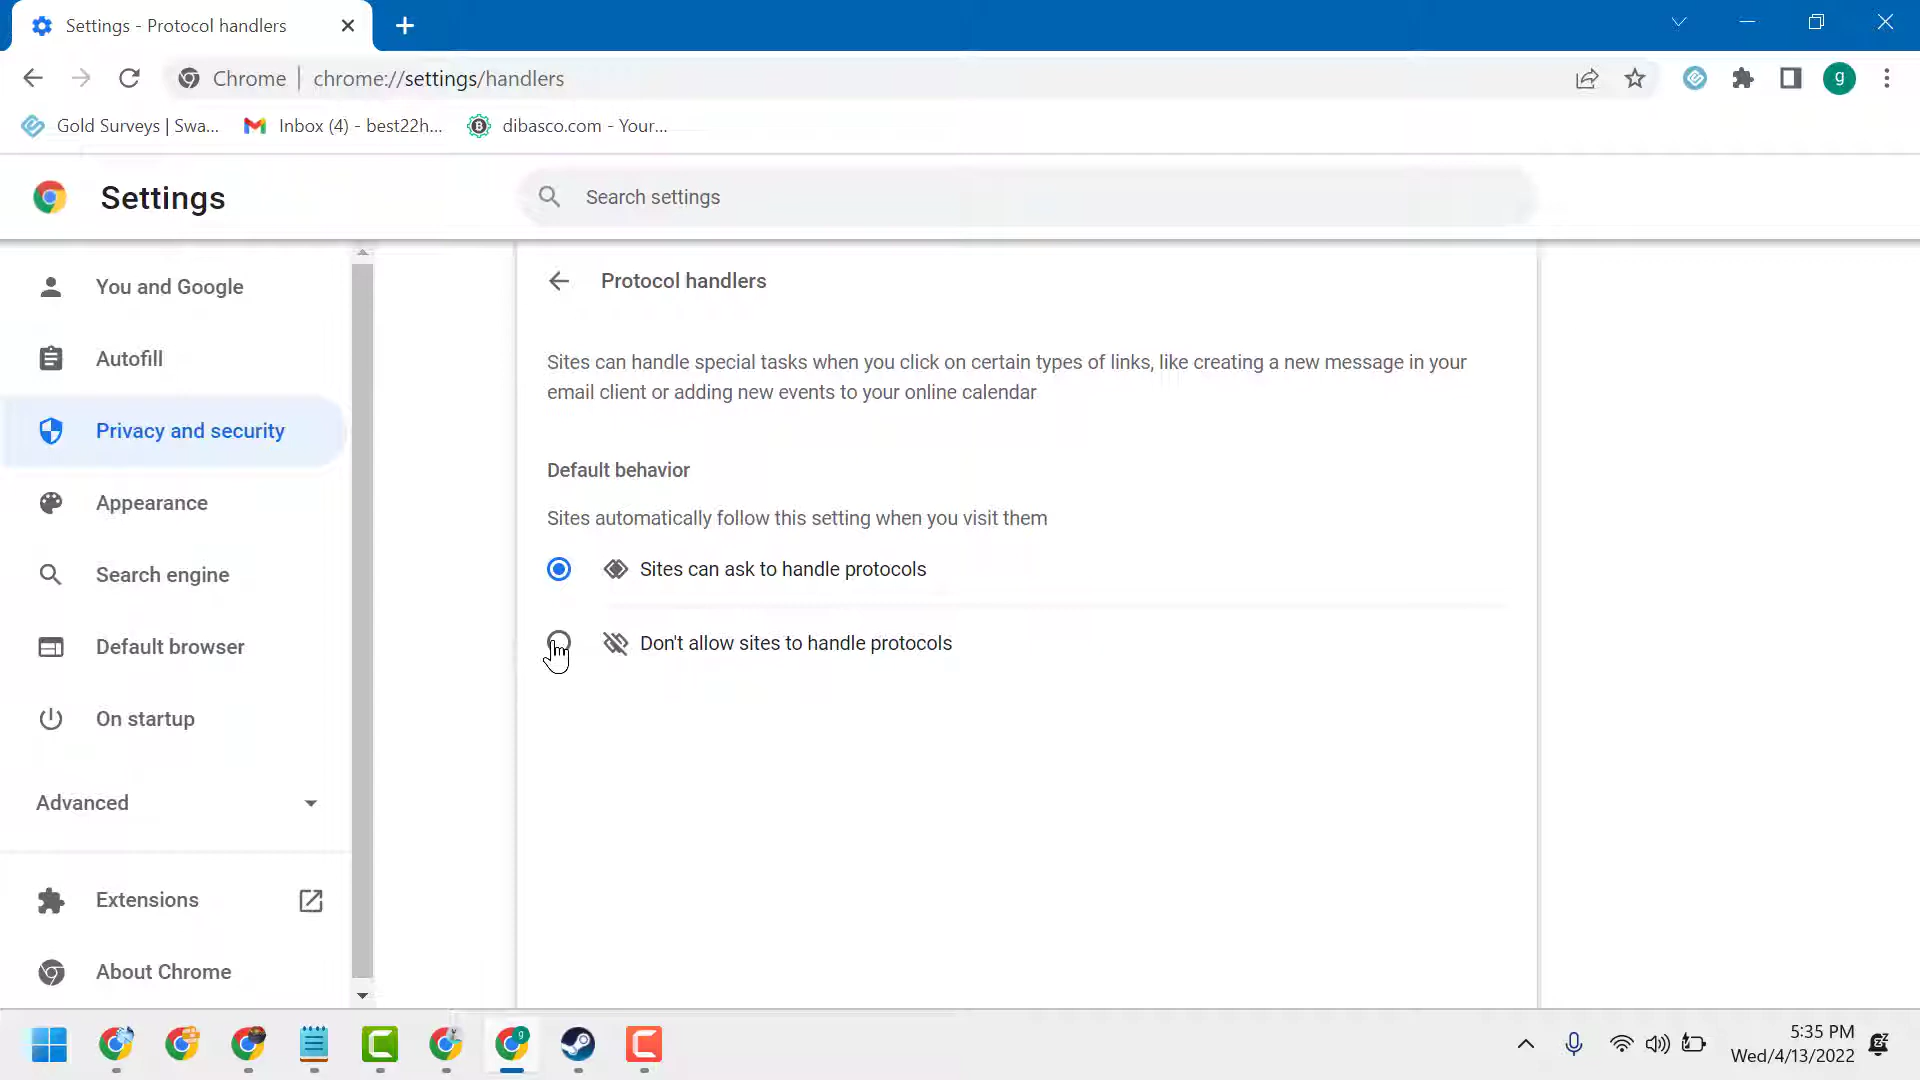 Settings - Protocol handlers
Chrome | chrome://settings/handlers
g
Gold Surveys | Swa...
Inbox (4) - best22h...
dibasco.com - Your...
Settings
Search settings
You and Google
Autofill
Privacy and security
Appearance
Search engine
Default browser
On startup
Advanced
Extensions
About Chrome
Protocol handlers
Sites can handle special tasks when you click on certain types of links, like creating a new message in your
email client or adding new events to your online calendar
Default behavior
Sites automatically follow this setting when you visit them
Sites can ask to handle protocols
Don't allow sites to handle protocols
g
5:35 PM
Wed/4/13/2022